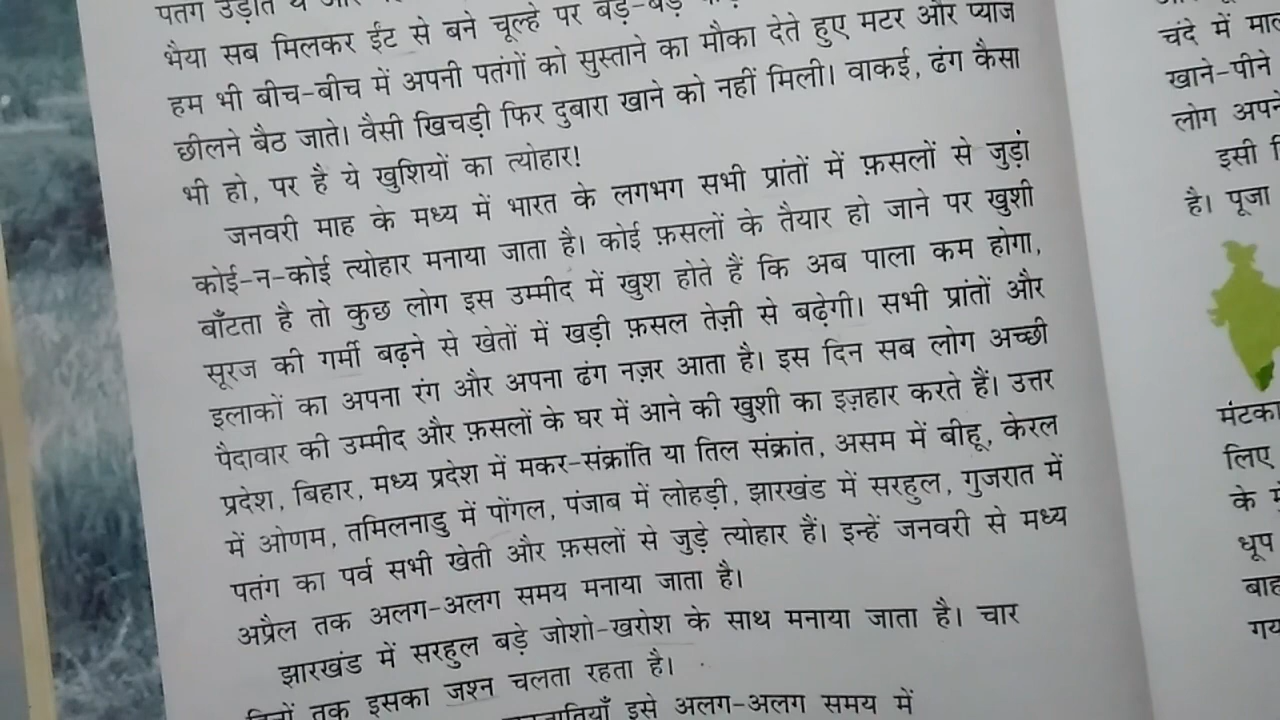 पतंग उड़ाते थे और
भैया सब मिलकर ईंट से बने चूल्हे पर बड़े-बड़े
हम भी बीच-बीच में अपनी पतंगों को सुस्ताने का मौका देते हुए मटर और प्याज
छीलने बैठ जाते। वैसी खिचड़ी फिर दुबारा खाने को नहीं मिली। वाकई, ढंग कैसा
भी हो, पर है ये खुशियों का त्योहार!
जनवरी माह के मध्य में भारत के लगभग सभी प्रांतों में फ़सलों से जुड़ा
कोई-न-कोई त्योहार मनाया जाता है। कोई फ़सलों के तैयार हो जाने पर खुशी
बाँटता है तो कुछ लोग इस उम्मीद में खुश होते हैं कि अब पाला कम होगा,
सूरज की गर्मी बढ़ने से खेतों में खड़ी फ़सल तेज़ी से बढ़ेगी। सभी प्रांतों और
इलाकों का अपना रंग और अपना ढंग नज़र आता है। इस दिन सब लोग अच्छी
पैदावार की उम्मीद और फ़सलों के घर में आने की खुशी का इज़हार करते हैं। उत्तर
प्रदेश, बिहार, मध्य प्रदेश में मकर-संक्रांति या तिल संक्रांत, असम में बीहू, केरल
में ओणम, तमिलनाडु में पोंगल, पंजाब में लोहड़ी, झारखंड में सरहुल, गुजरात में
पतंग का पर्व सभी खेती और फ़सलों से जुड़े त्योहार हैं। इन्हें जनवरी से मध्य
अप्रैल तक अलग-अलग समय मनाया जाता है।
झारखंड में सरहुल बड़े जोशो-खरोश के साथ मनाया जाता है। चार
तक इसका जश्न चलता रहता है।
इसे अलग-अलग समय में
चंदे में
खाने-पीने
लोग
इसी
है। पूजा
लिए
के
धूप